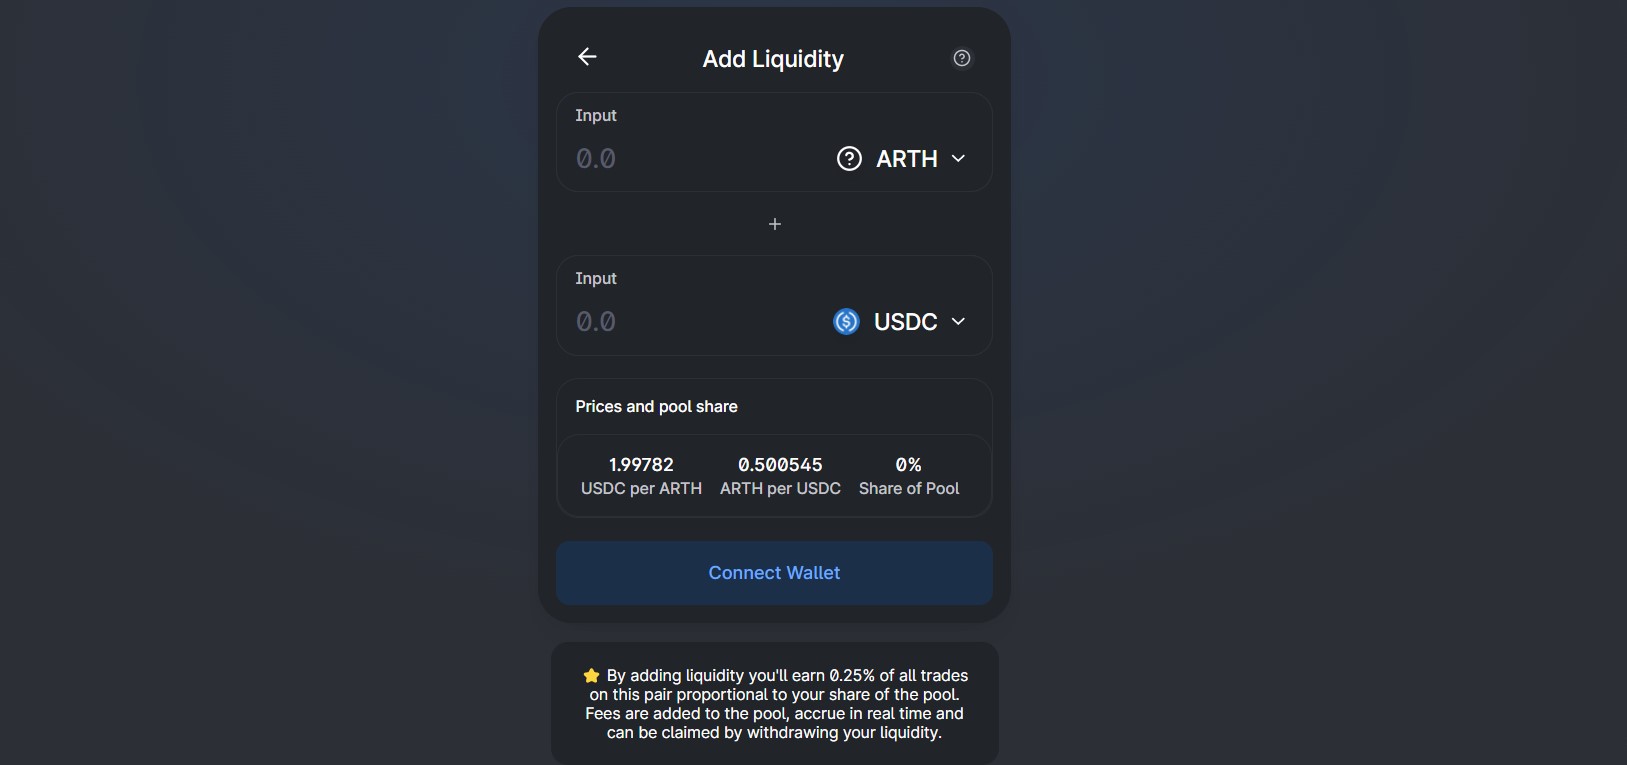 Add Liquidity
Input
0.0
ARTH
+
Input
0.0
USDC
Prices and pool share
1.99782 0.500545 0%
USDC per ARTH ARTH per USDC Share of Pool
Connect Wallet
⭐ By adding liquidity you'll earn 0.25% of all trades
on this pair proportional to your share of the pool.
Fees are added to the pool, accrue in real time and
can be claimed by withdrawing your liquidity.